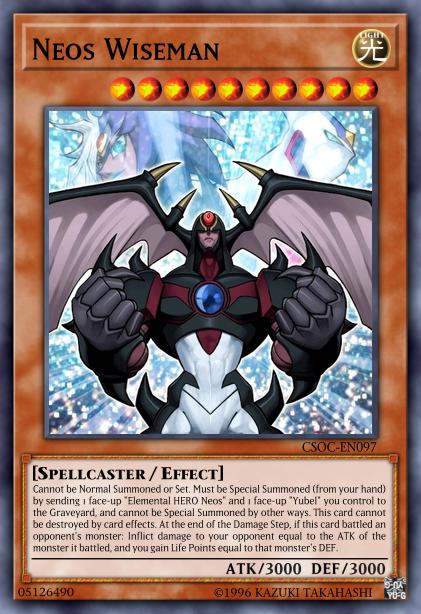 NEOS WISEMAN
LIGHT
光
CSOC-EN097
[SPELLCASTER / EFFECT]
Cannot be Normal Summoned or Set. Must be Special Summoned (from your hand)
by sending 1 face-up "Elemental HERO Neos" and 1 face-up "Yubel" you control to
the Graveyard, and cannot be Special Summoned by other ways. This card cannot
be destroyed by card effects. At the end of the Damage Step, if this card battled an
opponent's monster: Inflict damage to your opponent equal to the ATK of the
monster it battled, and you gain Life Points equal to that monster's DEF.
ATK/3000 DEF/3000
05126490 ©1996 KAZUKI TAKAHASHI